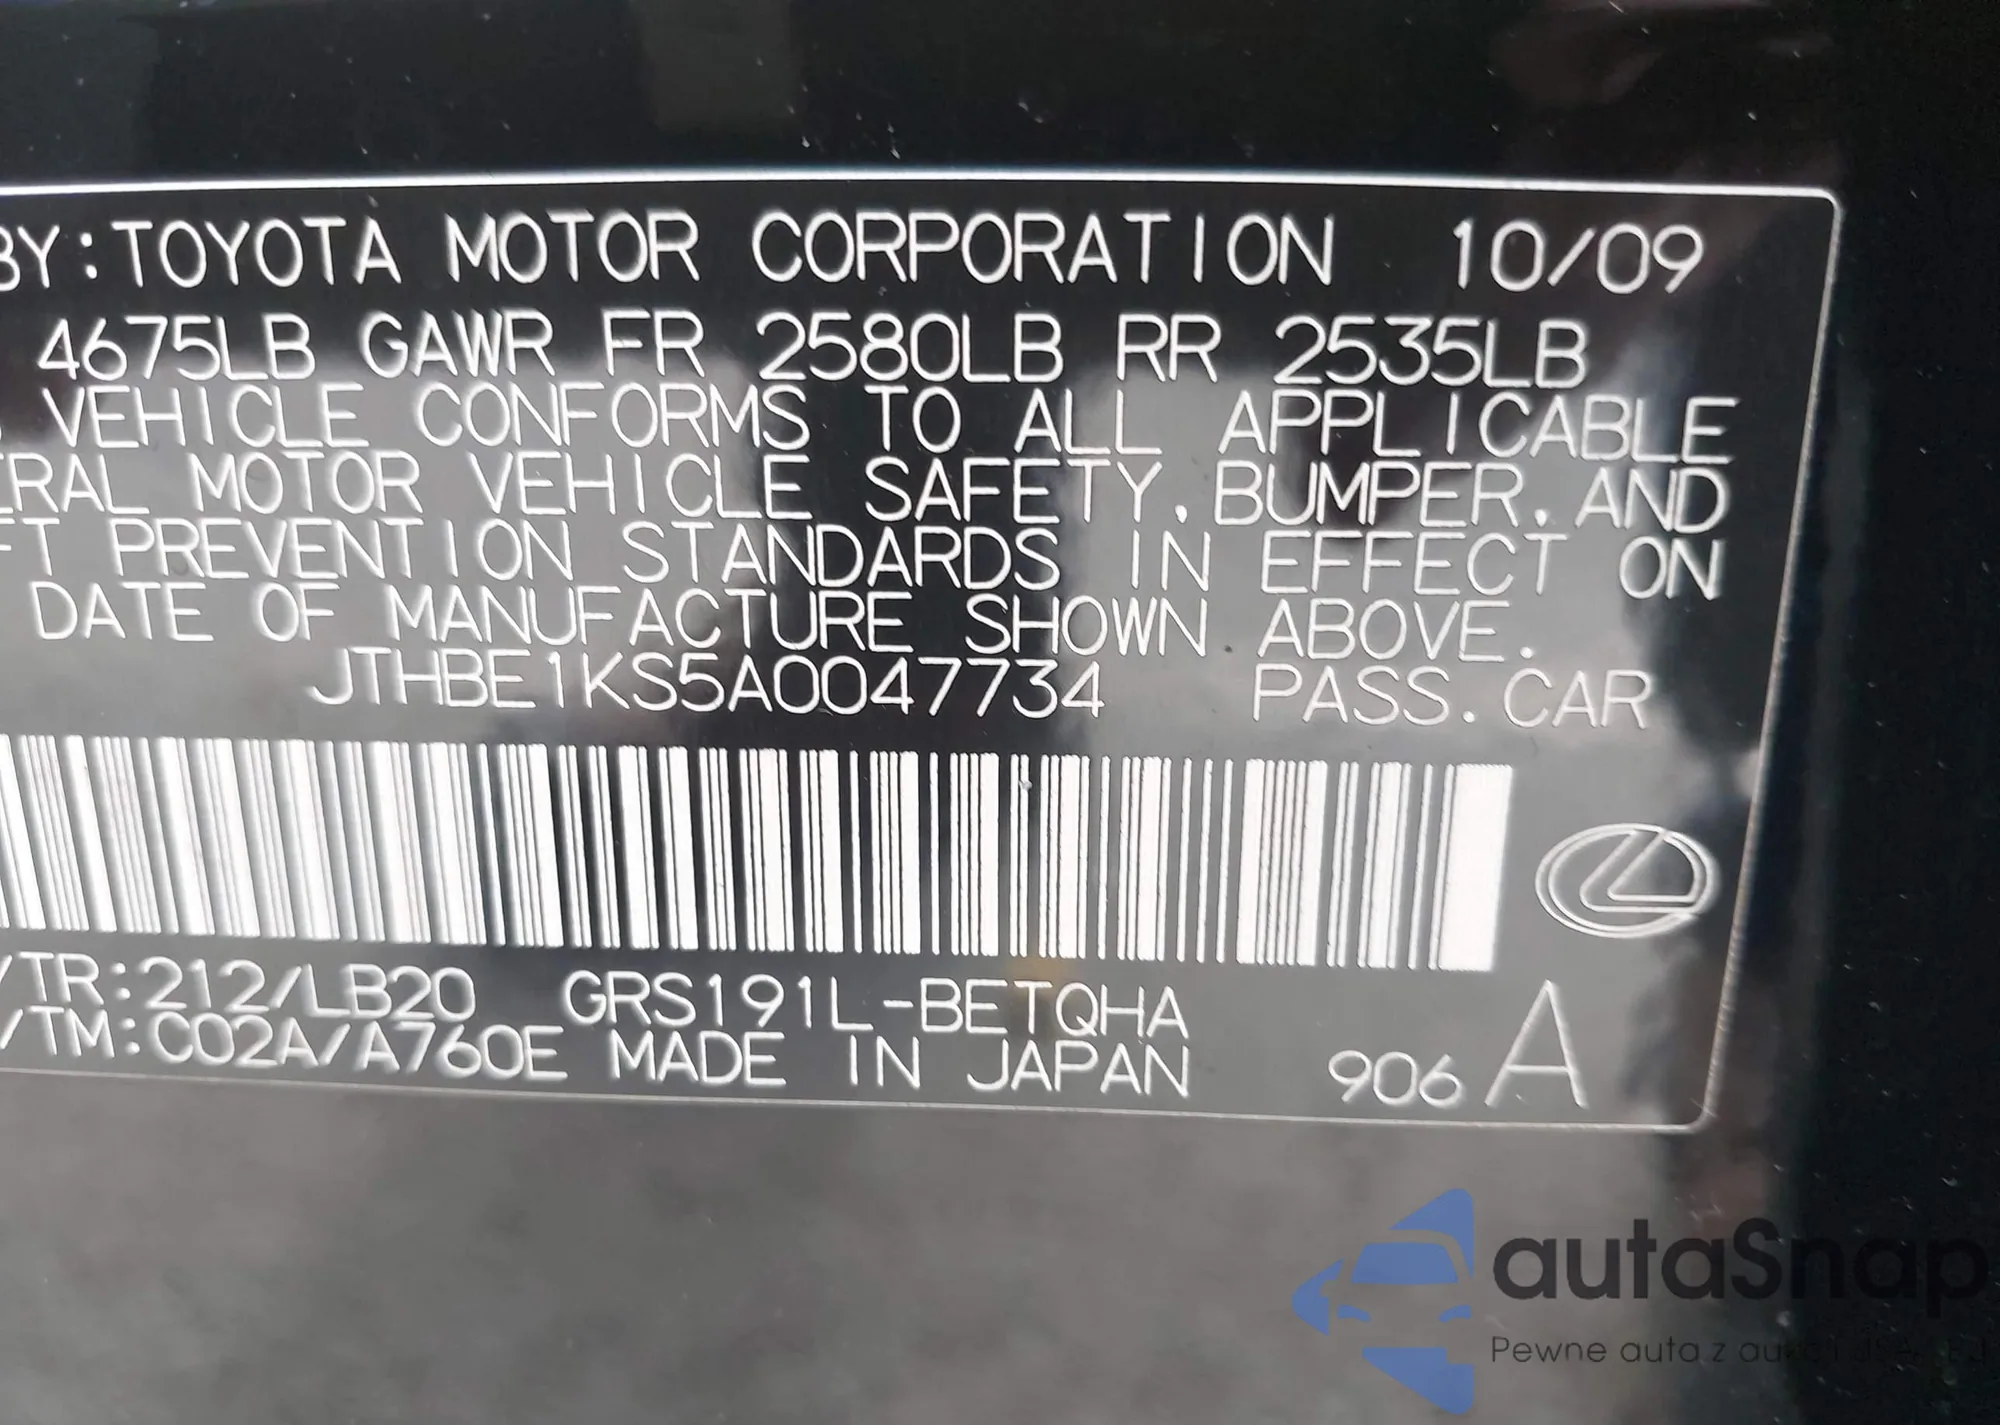 BY:TOYOTA MOTOR CORPORATION 10/09
4675LB GAWR FR 2580LB RR 2535LB
VEHICLE CONFORMS TO ALL APPLICABLE
ERAL MOTOR VEHICLE SAFETY, BUMPER, AND
FT PREVENTION STANDARDS IN EFFECT ON
DATE OF MANUFACTURE SHOWN ABOVE.
JTHBE1KS5A0047734 PASS.CAR
/TR:212/LB20 GRS191L-BETQHA
/TM:C02A/A760E MADE IN JAPAN 906 A
autaSnap
Pewne auta z